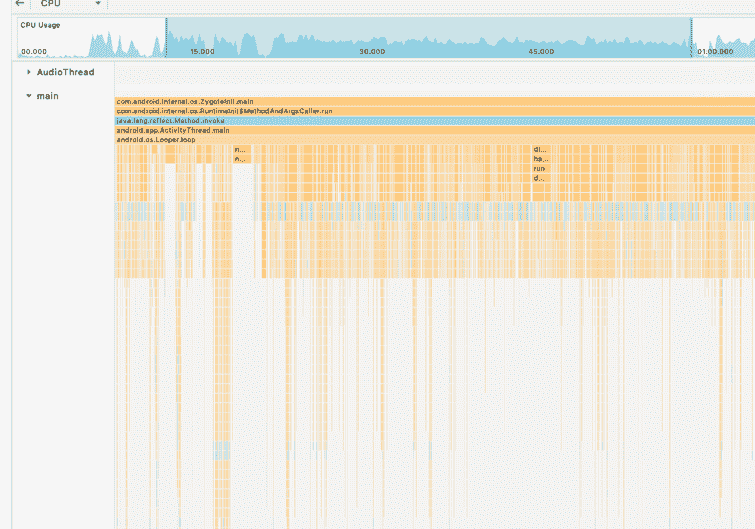 CPU
CPU Usage
00.000 15.000 30.000 45.000 01:00.000
AudioThread
main
com.android.internal.os.ZygoteInit.main
com.android.internal.os.RuntimeInit$MethodAndArgsCaller.run
java.lang.reflect.Method.invoke
android.app.ActivityThread.main
android.os.Looper.loop
n... di...
n... ha...
run
d...